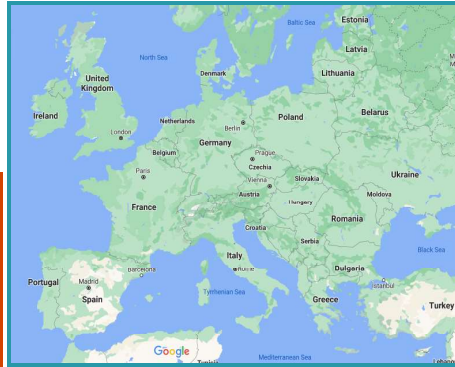 Baltic Sea
Estonia
North Sea
Latvia
Denmark
Lithuania
United
Kingdom
Ireland
Netherlands
Berlin
Poland
Belarus
London
Germany
Belgium
Prague
Paris
Czechia
Ukraine
Vienna
Slovakia
Austria
Hungary
Moldova
France
Romania
Croatia
Serbia
Italy
Black Sea
Portugal
Madrid
Barcelona
Bulgaria
Istanbul
Spain
Tyrrhenian Sea
Greece
Turkey
Google
Mediterranean Sea